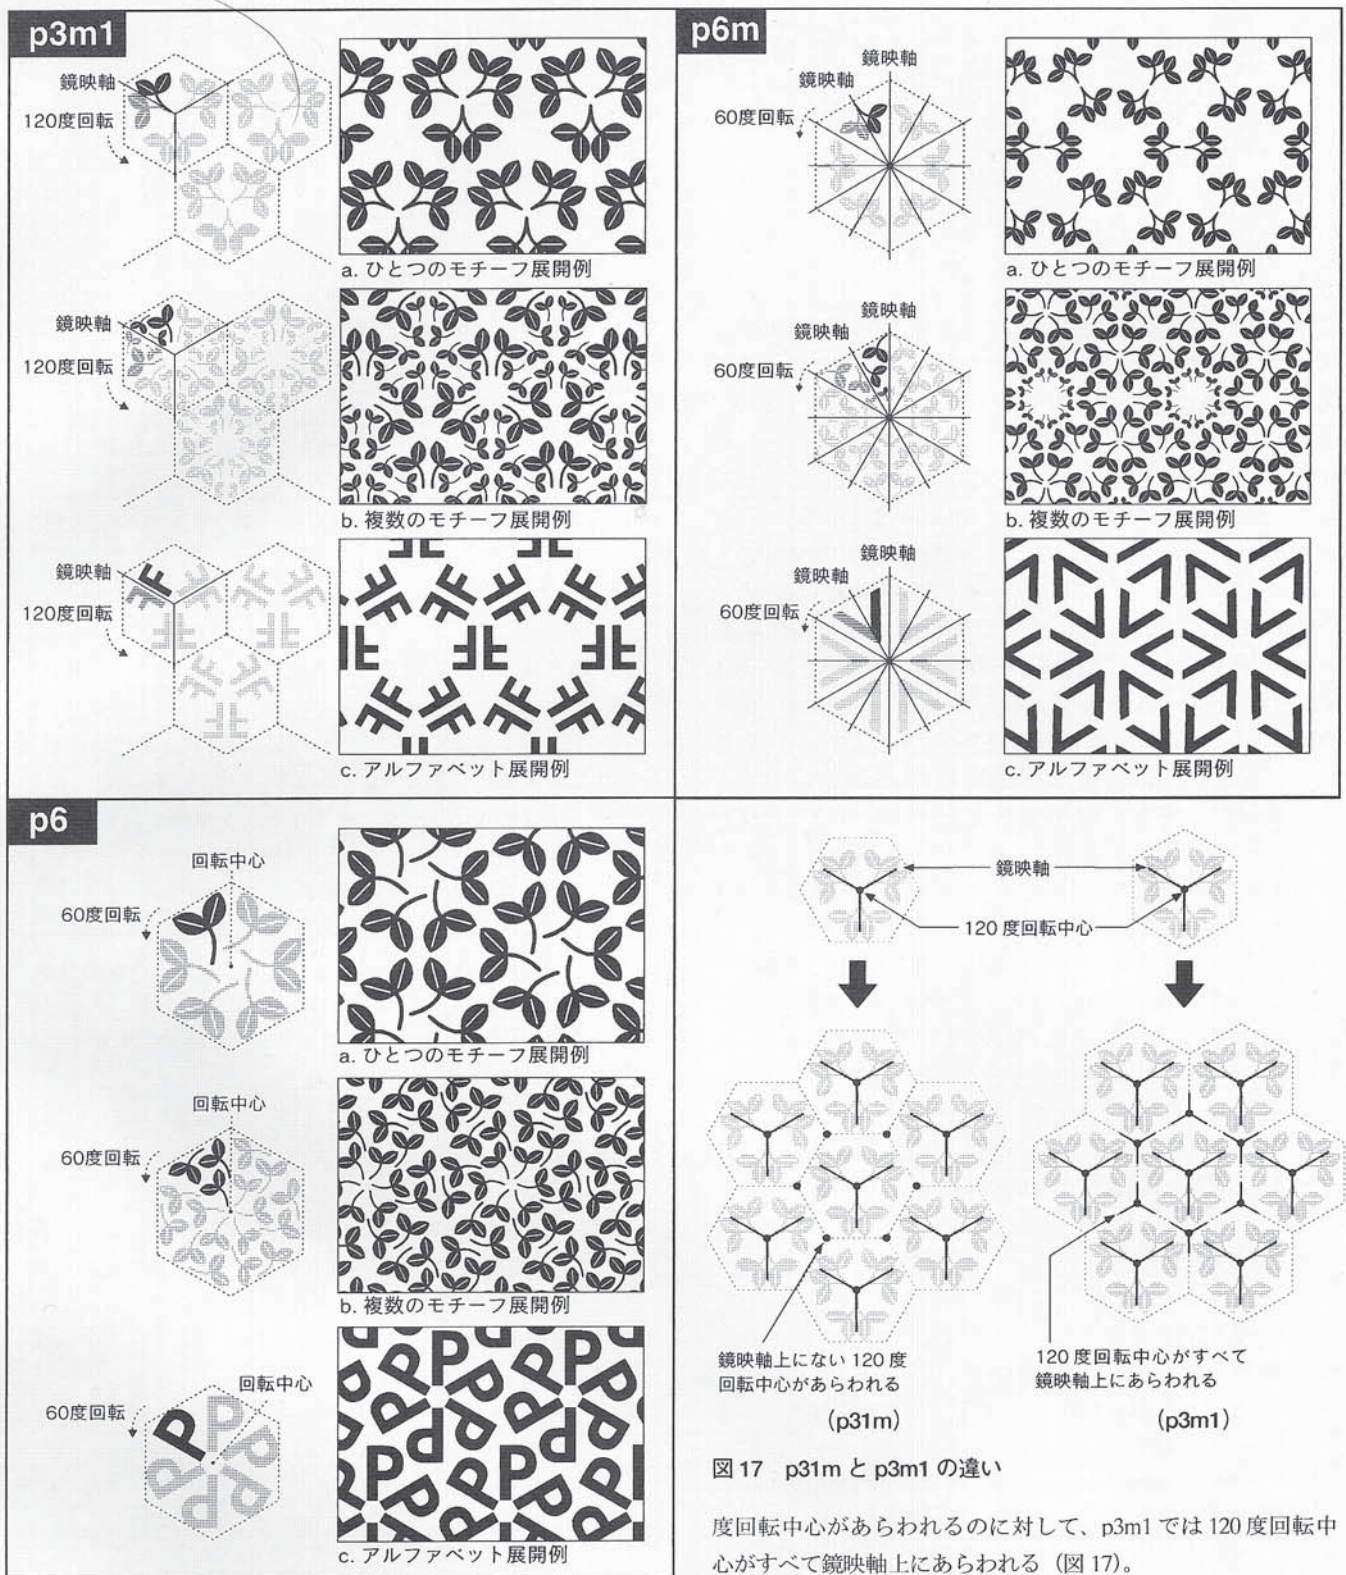 p3m1
鏡映軸
120度回転
a. ひとつのモチーフ展開例
鏡映軸
120度回転
b. 複数のモチーフ展開例
鏡映軸
120度回転
c. アルファベット展開例
p6m
鏡映軸
鏡映軸
60度回転
a. ひとつのモチーフ展開例
鏡映軸
鏡映軸
60度回転
b. 複数のモチーフ展開例
鏡映軸
鏡映軸
60度回転
c. アルファベット展開例
p6
回転中心
60度回転
a. ひとつのモチーフ展開例
回転中心
60度回転
b. 複数のモチーフ展開例
回転中心
60度回転
P
c. アルファベット展開例
鏡映軸
120 度回転中心
鏡映軸上にない 120 度
回転中心があらわれる
(p31m)
120 度回転中心がすべて
鏡映軸上にあらわれる
(p3m1)
図 17 p31m と p3m1 の違い
度回転中心があらわれるのに対して、p3m1 では 120 度回転中
心がすべて鏡映軸上にあらわれる（図 17）。